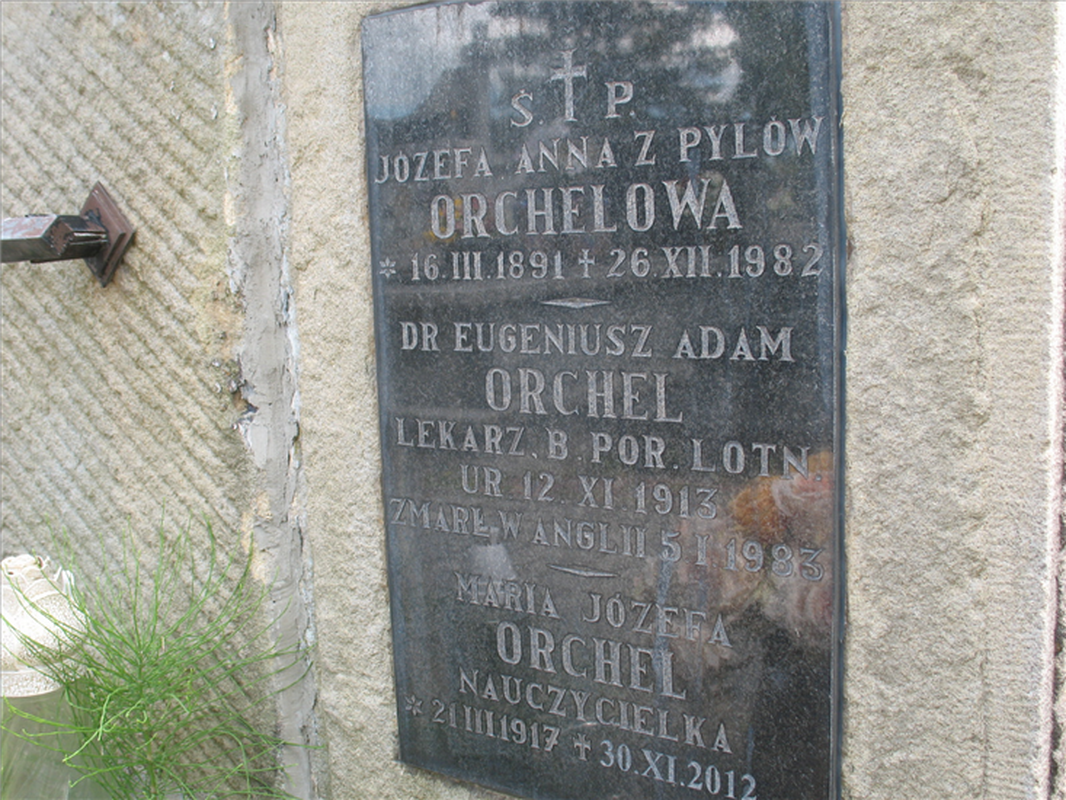 Ś. P.
JÓZEFA ANNA Z PYLÓW
ORCHELOWA
* 16.III.1891 ✝ 26.XII.1982
DR EUGENIUSZ ADAM
ORCHEL
LEKARZ. B. POR. LOTN.
UR 12. XI 1913
ZMARŁ W ANGLII 5 I 1983
MARIA JÓZEFA
ORCHEL
NAUCZYCIELKA
* 21 III 1917 ✝ 30.XI.2012